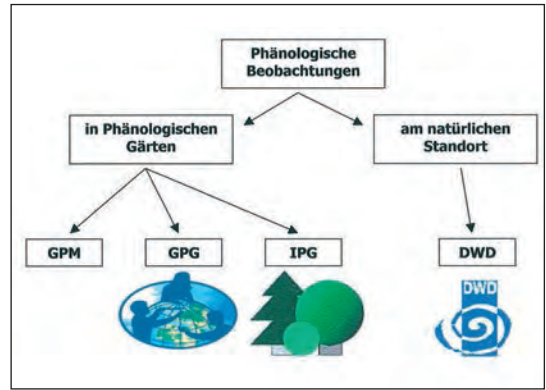 Phänologische
Beobachtungen
in Phänologischen
Gärten
am natürlichen
Standort
GPM
GPG
IPG
DWD
DWD